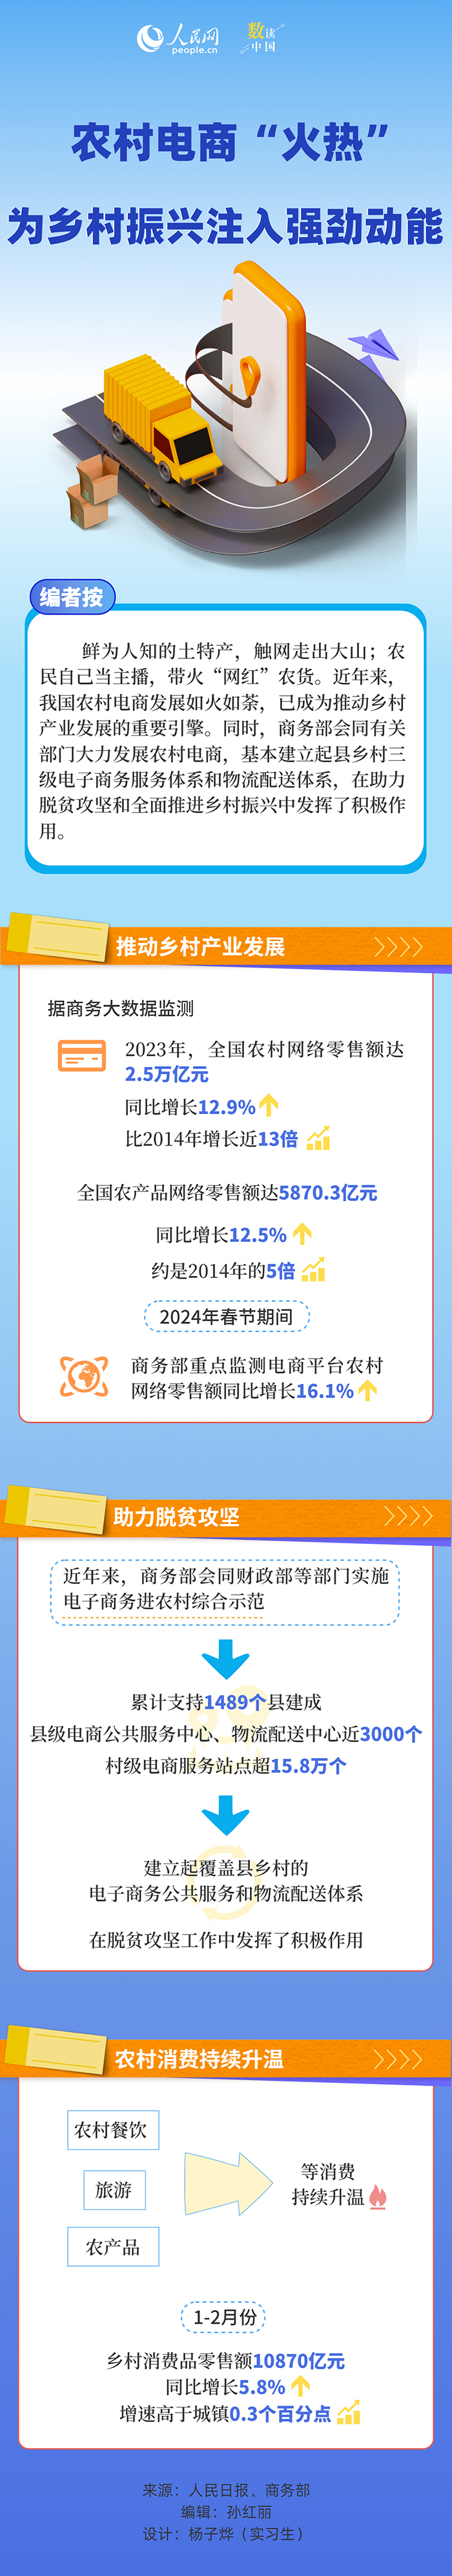 人民网
people.cn
数读
中国
农村电商“火热”
为乡村振兴注入强劲动能
编者按
鲜为人知的土特产，触网走出大山；农
民自己当主播，带火“网红”农货。近年来，
我国农村电商发展如火如荼，已成为推动乡村
产业发展的重要引擎。同时，商务部会同有关
部门大力发展农村电商，基本建立起县乡村三
级电子商务服务体系和物流配送体系，在助力
脱贫攻坚和全面推进乡村振兴中发挥了积极作
用。
推动乡村产业发展
据商务大数据监测
2023年，全国农村网络零售额达
2.5万亿元
同比增长12.9%
比2014年增长近13倍
全国农产品网络零售额达5870.3亿元
同比增长12.5%
约是2014年的5倍
2024年春节期间
商务部重点监测电商平台农村
网络零售额同比增长16.1%
助力脱贫攻坚
近年来，商务部会同财政部等部门实施
电子商务进农村综合示范
累计支持1489个县建成
县级电商公共服务中心、物流配送中心近3000个
村级电商服务站点超15.8万个
建立起覆盖县乡村的
电子商务公共服务和物流配送体系
在脱贫攻坚工作中发挥了积极作用
农村消费持续升温
农村餐饮
旅游
农产品
等消费
持续升温
1-2月份
乡村消费品零售额10870亿元
同比增长5.8%
增速高于城镇0.3个百分点
来源：人民日报、商务部
编辑：孙红丽
设计：杨子烨（实习生）